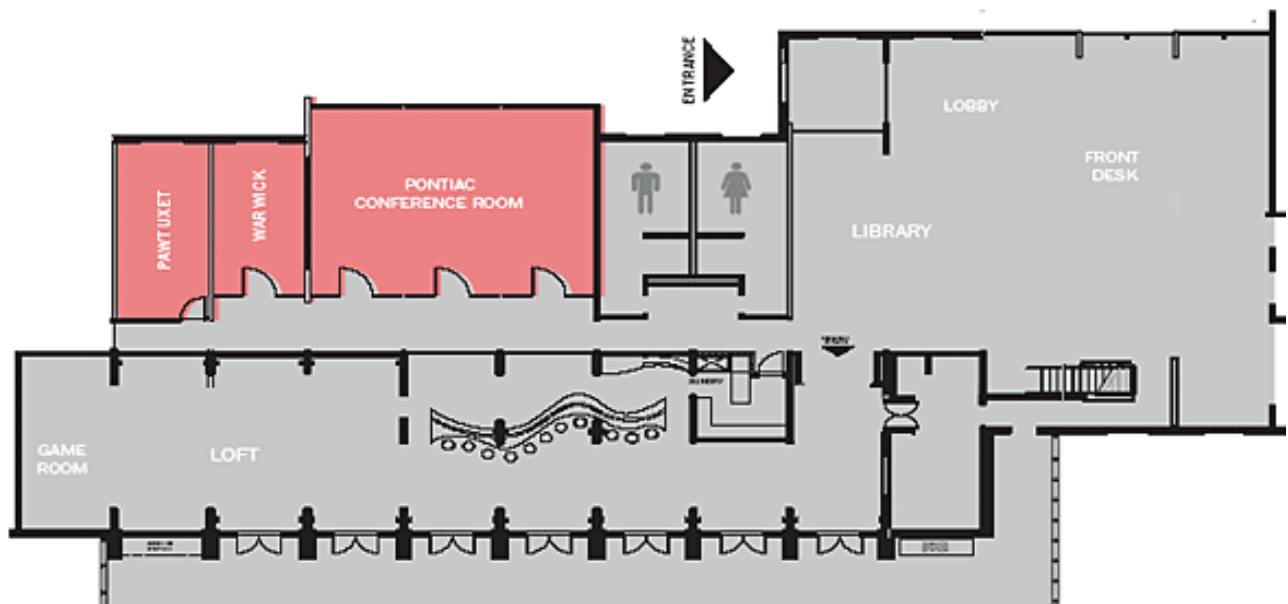 ENTRANCE
LOBBY
FRONT
DESK
PONTIAC
CONFERENCE ROOM
WARWICK
PAWTUXET
LIBRARY
GAME
ROOM
LOFT